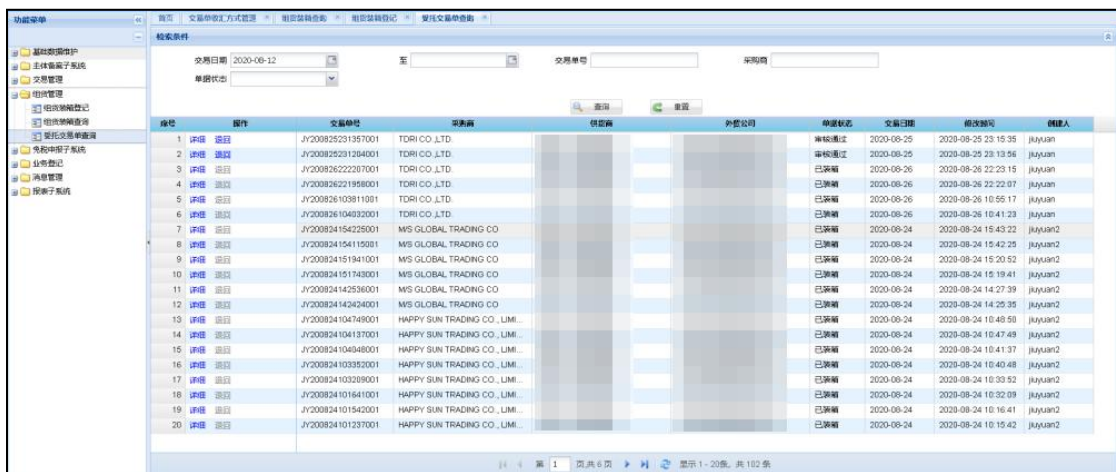 功能菜单
首页 交易单收汇方式管理 组货装箱查询 组货装箱登记 受托交易单查询
检索条件
基础数据维护
主体备案子系统
交易管理
组货管理
组货装箱登记
组货装箱查询
受托交易单查询
免税申报子系统
业务登记
消息管理
报表子系统
交易日期 2020-08-12 至 交易单号 采购商
单据状态
查询 重置
序号 操作 交易单号 采购商 供货商 外贸公司 单据状态 交易日期 修改时间 创建人
1 详细 退回 JY200825231357001 TDRI CO.,LTD. 审核通过 2020-08-25 2020-08-25 23:15:35 jiuyuan
2 详细 退回 JY200825231204001 TDRI CO.,LTD. 审核通过 2020-08-25 2020-08-25 23:13:56 jiuyuan
3 详细 退回 JY200826222207001 TDRI CO.,LTD. 已装箱 2020-08-26 2020-08-26 22:23:15 jiuyuan
4 详细 退回 JY200826221958001 TDRI CO.,LTD. 已装箱 2020-08-26 2020-08-26 22:22:07 jiuyuan
5 详细 退回 JY200826103811001 TDRI CO.,LTD. 已装箱 2020-08-26 2020-08-26 10:55:17 jiuyuan
6 详细 退回 JY200826104032001 TDRI CO.,LTD. 已装箱 2020-08-26 2020-08-26 10:41:23 jiuyuan
7 详细 退回 JY200824154225001 M/S GLOBAL TRADING CO 已装箱 2020-08-24 2020-08-24 15:43:22 jiuyuan2
8 详细 退回 JY200824154115001 M/S GLOBAL TRADING CO 已装箱 2020-08-24 2020-08-24 15:42:25 jiuyuan2
9 详细 退回 JY200824151941001 M/S GLOBAL TRADING CO 已装箱 2020-08-24 2020-08-24 15:20:52 jiuyuan2
10 详细 退回 JY200824151743001 M/S GLOBAL TRADING CO 已装箱 2020-08-24 2020-08-24 15:19:41 jiuyuan2
11 详细 退回 JY200824142536001 M/S GLOBAL TRADING CO 已装箱 2020-08-24 2020-08-24 14:27:39 jiuyuan2
12 详细 退回 JY200824142424001 M/S GLOBAL TRADING CO 已装箱 2020-08-24 2020-08-24 14:25:35 jiuyuan2
13 详细 退回 JY200824104749001 HAPPY SUN TRADING CO., LIMI... 已装箱 2020-08-24 2020-08-24 10:48:50 jiuyuan2
14 详细 退回 JY200824104137001 HAPPY SUN TRADING CO., LIMI... 已装箱 2020-08-24 2020-08-24 10:47:49 jiuyuan2
15 详细 退回 JY200824104048001 HAPPY SUN TRADING CO., LIMI... 已装箱 2020-08-24 2020-08-24 10:41:37 jiuyuan2
16 详细 退回 JY200824103352001 HAPPY SUN TRADING CO., LIMI... 已装箱 2020-08-24 2020-08-24 10:40:48 jiuyuan2
17 详细 退回 JY200824103209001 HAPPY SUN TRADING CO., LIMI... 已装箱 2020-08-24 2020-08-24 10:33:52 jiuyuan2
18 详细 退回 JY200824101641001 HAPPY SUN TRADING CO., LIMI... 已装箱 2020-08-24 2020-08-24 10:32:09 jiuyuan2
19 详细 退回 JY200824101542001 HAPPY SUN TRADING CO., LIMI... 已装箱 2020-08-24 2020-08-24 10:16:41 jiuyuan2
20 详细 退回 JY200824101237001 HAPPY SUN TRADING CO., LIMI... 已装箱 2020-08-24 2020-08-24 10:15:42 jiuyuan2
第 1 页,共 6 页 显示 1 - 20条, 共 102 条